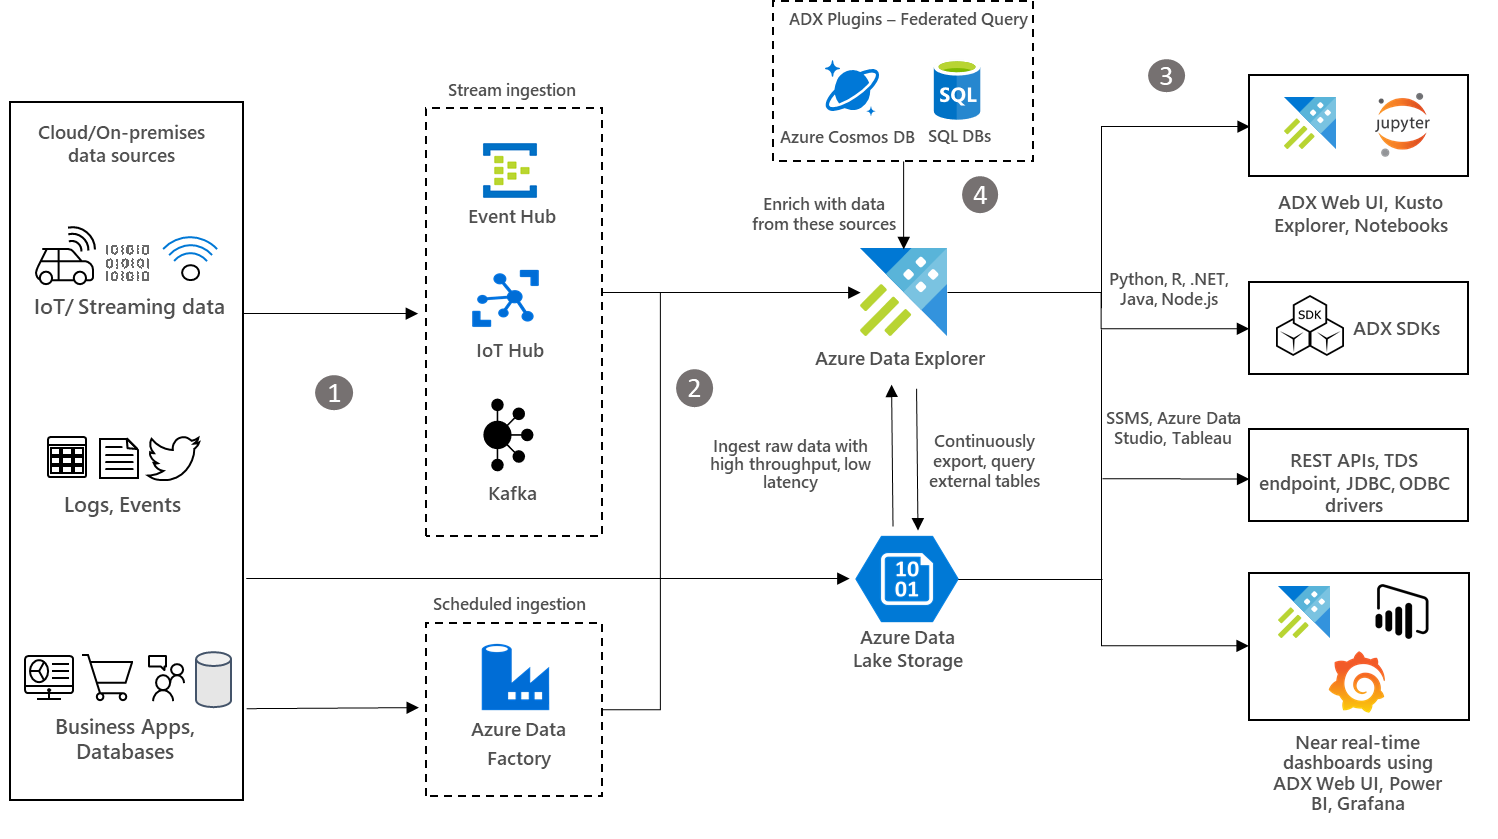 ADX Plugins – Federated Query
SQL
Azure Cosmos DB
SQL DBs
Cloud/On-premises
data sources
IoT/ Streaming data
Logs, Events
Business Apps,
Databases
1
Stream ingestion
Event Hub
IoT Hub
Kafka
Scheduled ingestion
Azure Data
Factory
2
Enrich with data
from these sources
4
Azure Data Explorer
Ingest raw data with
high throughput, low
latency
Continuously
export, query
external tables
10
01
Azure Data
Lake Storage
3
jupyter
ADX Web UI, Kusto
Explorer, Notebooks
Python, R, .NET,
Java, Node.js
SDK
ADX SDKs
SSMS, Azure Data
Studio, Tableau
REST APIs, TDS
endpoint, JDBC, ODBC
drivers
Near real-time
dashboards using
ADX Web UI, Power
BI, Grafana